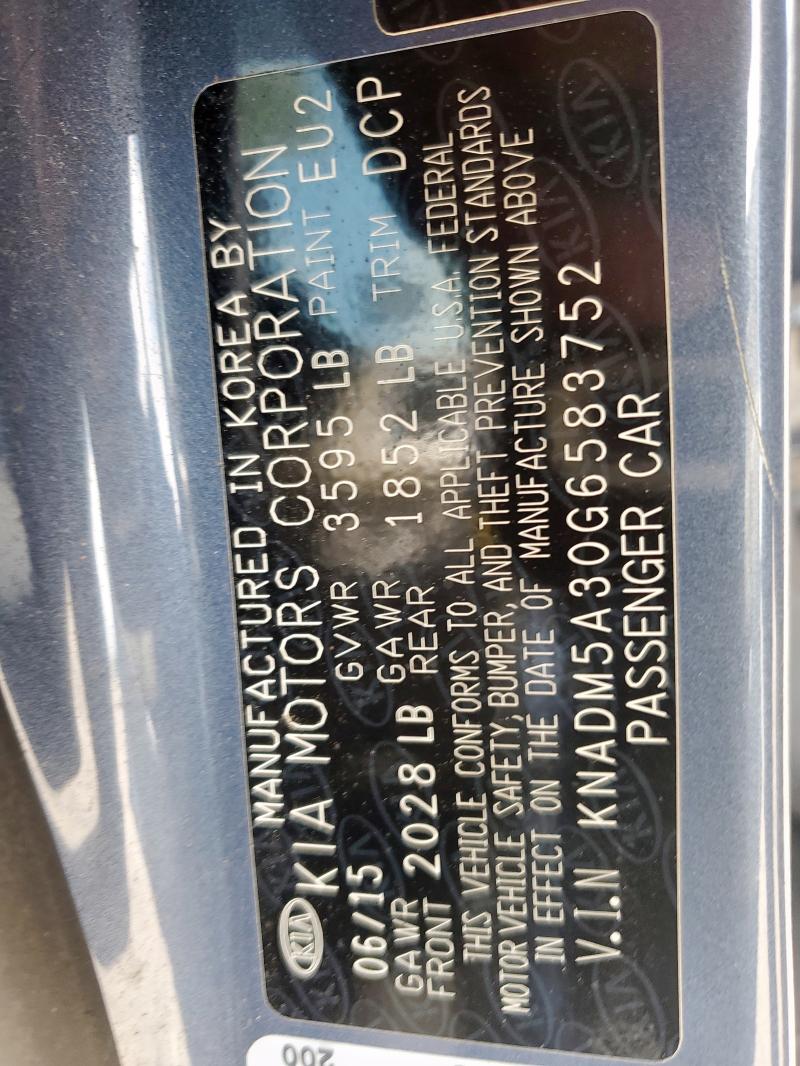 KIA
MANUFACTURED IN KOREA BY
KIA MOTORS CORPORATION
06/15 GVWR 3595 LB PAINT EU2
GAWR FRONT 2028 LB GAWR REAR 1852 LB TRIM DCP
THIS VEHICLE CONFORMS TO ALL APPLICABLE U.S.A. FEDERAL
MOTOR VEHICLE SAFETY, BUMPER, AND THEFT PREVENTION STANDARDS
IN EFFECT ON THE DATE OF MANUFACTURE SHOWN ABOVE
V.I.N KNADM5A30G6583752
PASSENGER CAR
200